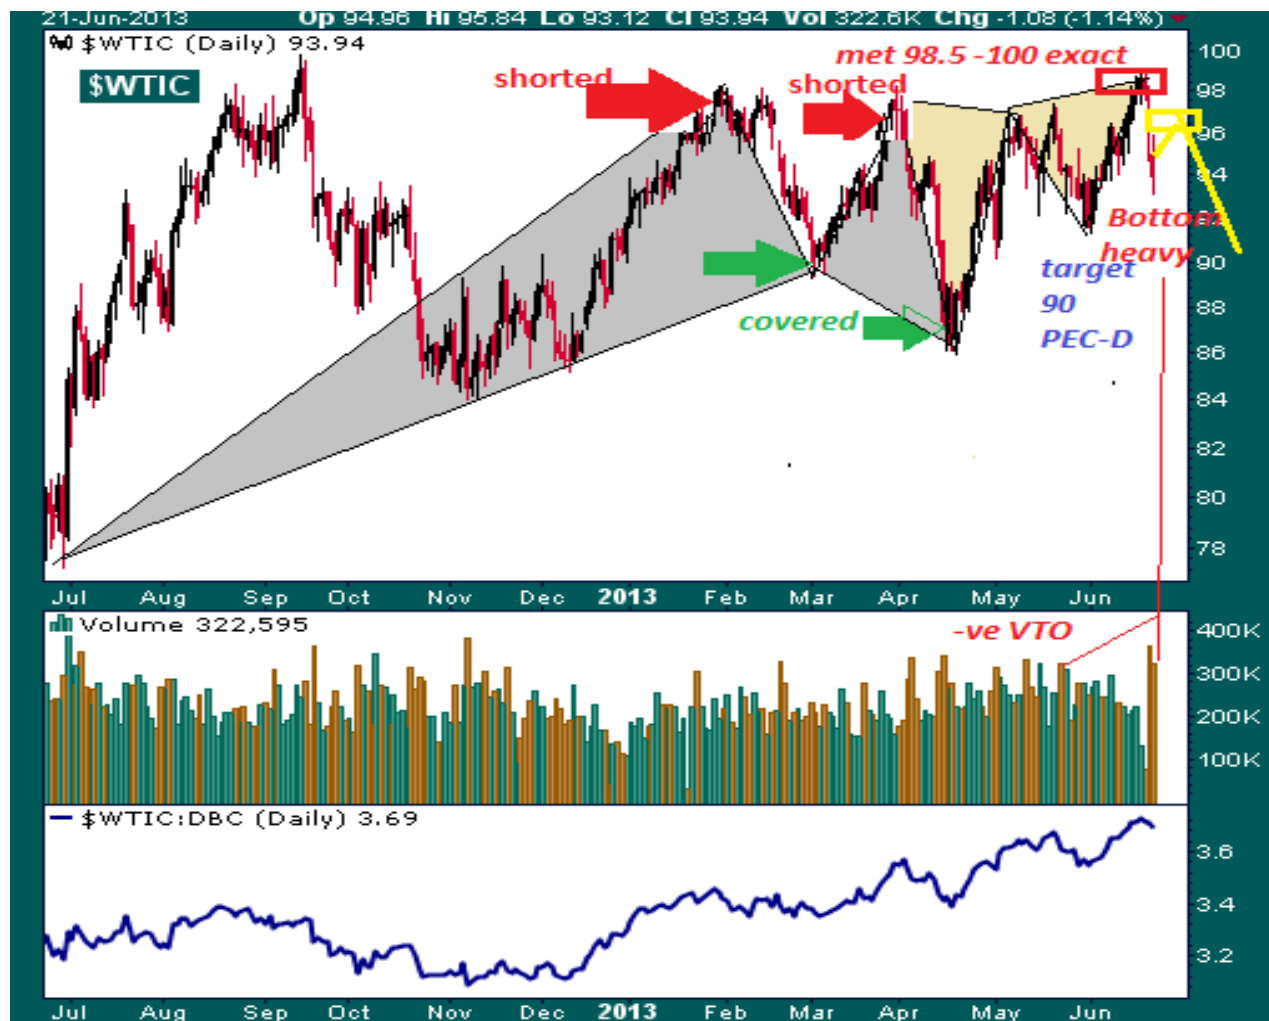 21-Jun-2013 Op 94.96 Hi 95.84 Lo 93.12 Cl 93.94 Vol 322.6K Chg -1.08 (-1.14%)
$WTIC (Daily) 93.94
$WTIC
shorted
shorted
met 98.5 -100 exact
100
98
96
94
92
90
88
86
84
82
80
78
Bottom
heavy
target
90
PEC-D
covered
Jul Aug Sep Oct Nov Dec 2013 Feb Mar Apr May Jun
Volume 322,595
-ve VTO
400K
300K
200K
100K
$WTIC:DBC (Daily) 3.69
3.6
3.4
3.2
Jul Aug Sep Oct Nov Dec 2013 Feb Mar Apr May Jun